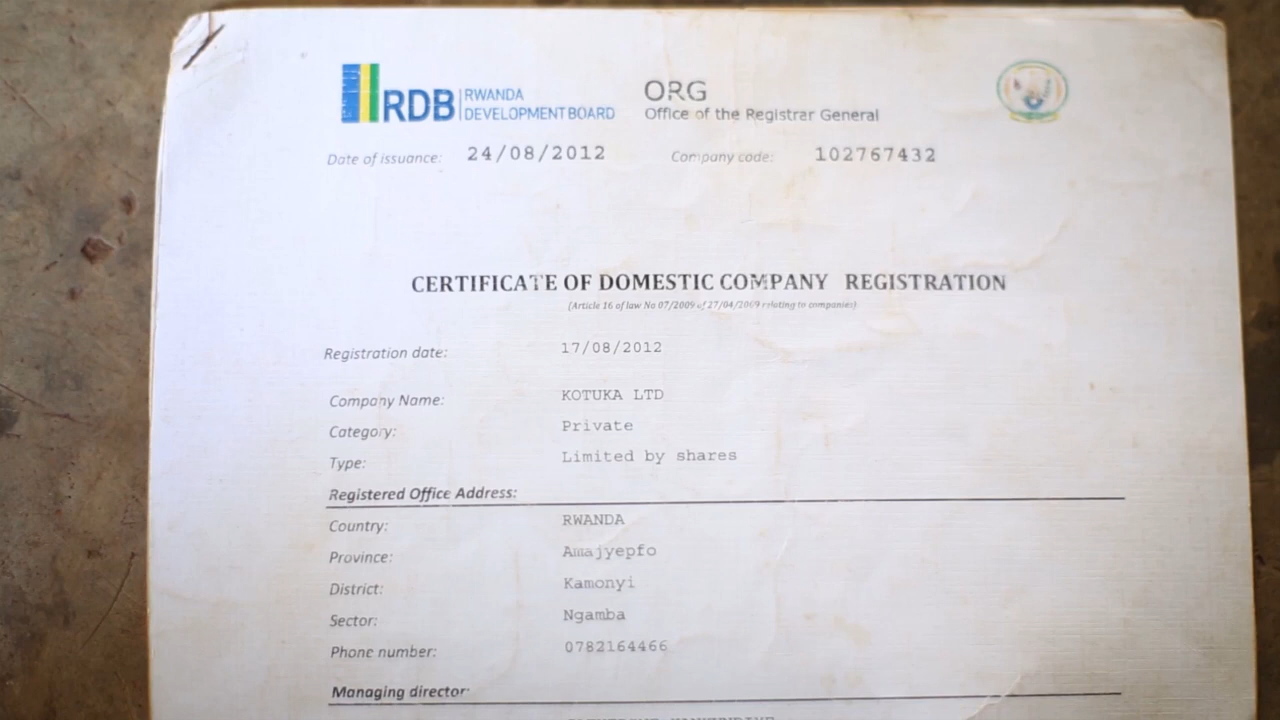 RDB RWANDA DEVELOPMENT BOARD
ORG
Office of the Registrar General
Date of issuance: 24/08/2012 Company code: 102767432
CERTIFICATE OF DOMESTIC COMPANY REGISTRATION
(Article 16 of law No 07/2009 of 27/04/2009 relating to companies)
Registration date: 17/08/2012
Company Name: KOTUKA LTD
Category: Private
Type: Limited by shares
Registered Office Address:
Country: RWANDA
Province: Amajyepfo
District: Kamonyi
Sector: Ngamba
Phone number: 0782164466
Managing director: